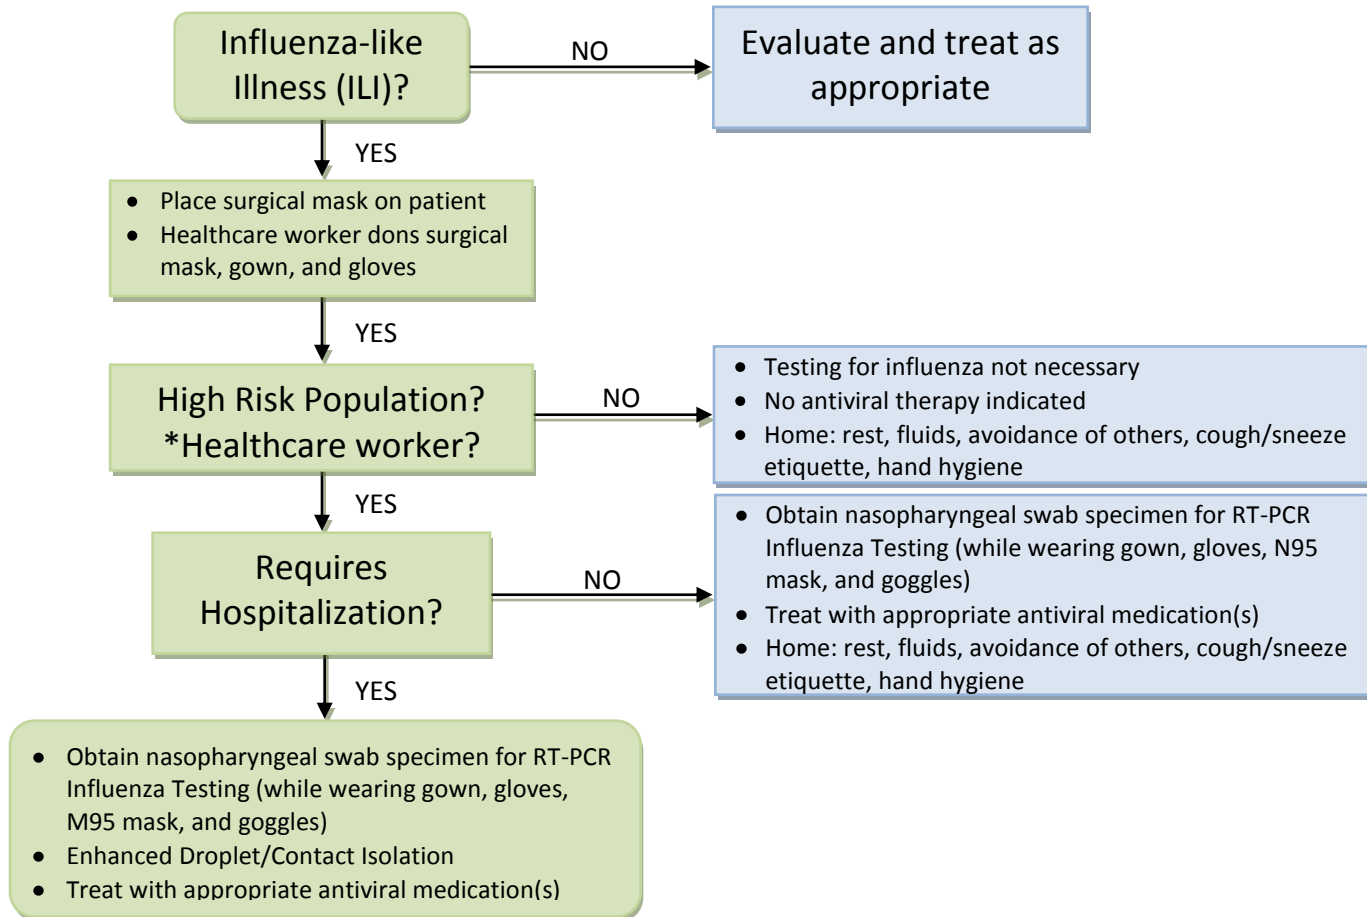 Influenza-like
Illness (ILI)?
NO
Evaluate and treat as
appropriate
YES
• Place surgical mask on patient
• Healthcare worker dons surgical
mask, gown, and gloves
YES
High Risk Population?
*Healthcare worker?
NO
• Testing for influenza not necessary
• No antiviral therapy indicated
• Home: rest, fluids, avoidance of others, cough/sneeze
etiquette, hand hygiene
YES
Requires
Hospitalization?
NO
• Obtain nasopharyngeal swab specimen for RT-PCR
Influenza Testing (while wearing gown, gloves, N95
mask, and goggles)
• Treat with appropriate antiviral medication(s)
• Home: rest, fluids, avoidance of others, cough/sneeze
etiquette, hand hygiene
YES
• Obtain nasopharyngeal swab specimen for RT-PCR
Influenza Testing (while wearing gown, gloves,
M95 mask, and goggles)
• Enhanced Droplet/Contact Isolation
• Treat with appropriate antiviral medication(s)